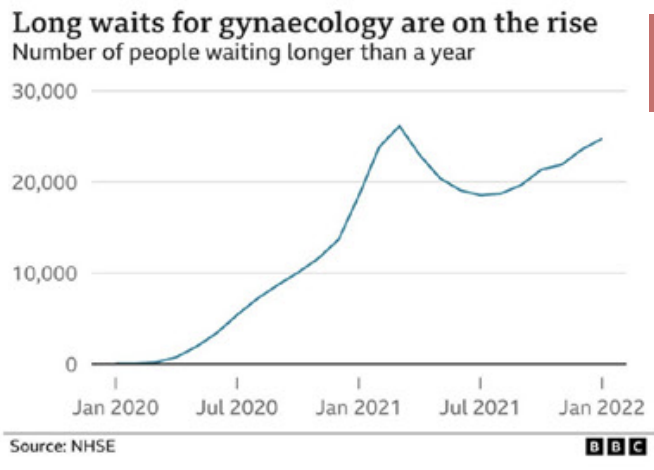 Long waits for gynaecology are on the rise
Number of people waiting longer than a year
30,000
20,000
10,000
0
Jan 2020 Jul 2020 Jan 2021 Jul 2021 Jan 2022
Source: NHSE BBC